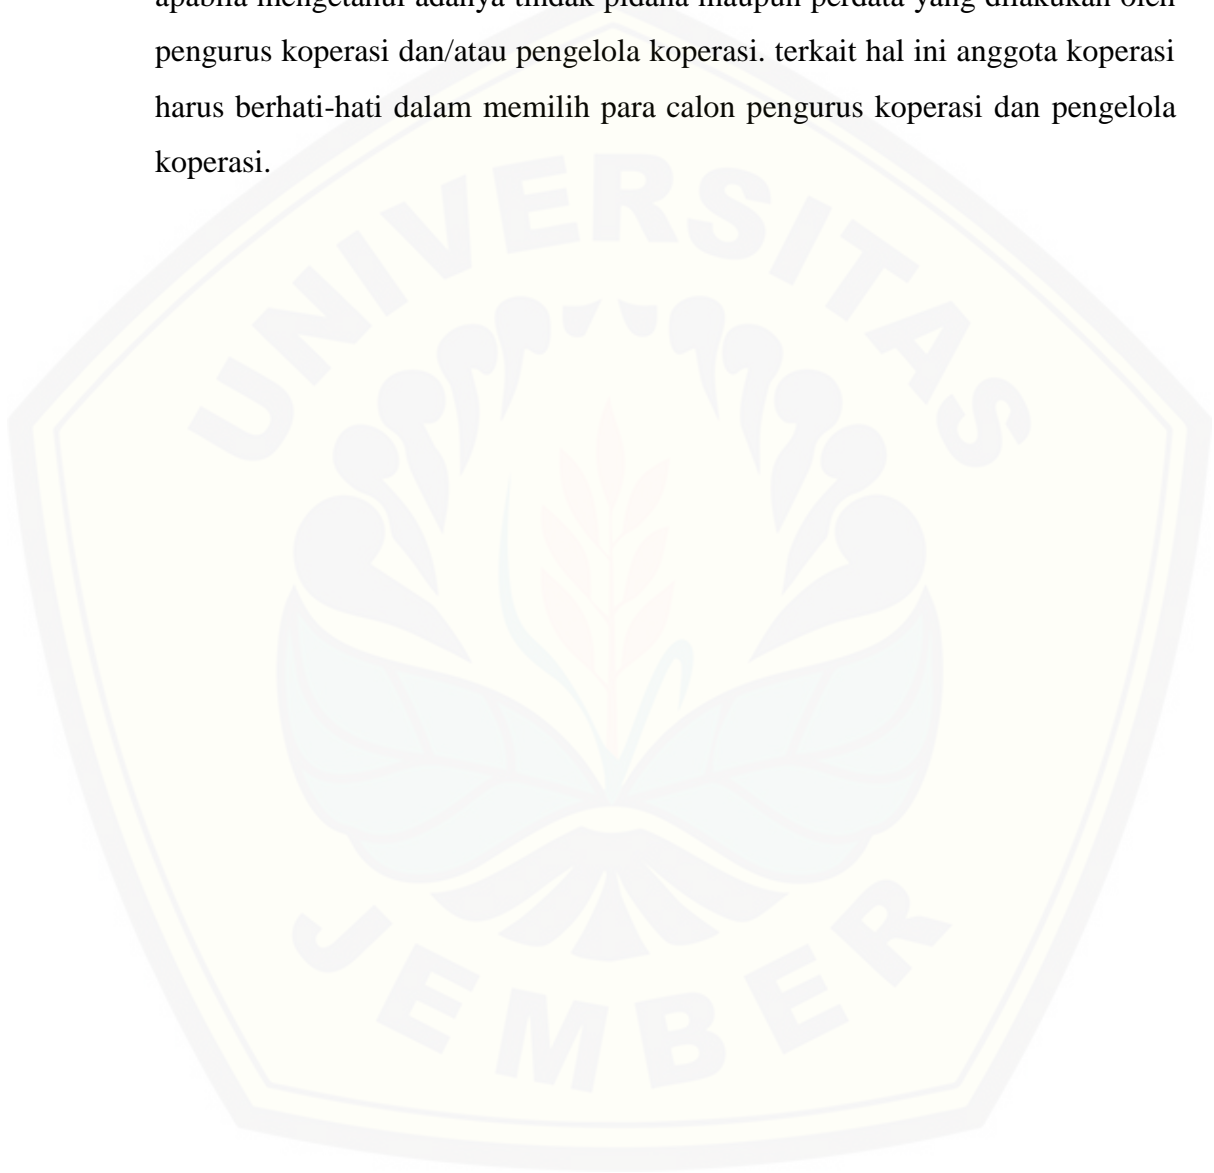 apabila mengetahui adanya tindak pidana maupun perdata yang dilakukan oleh
pengurus koperasi dan/atau pengelola koperasi. terkait hal ini anggota koperasi
harus berhati-hati dalam memilih para calon pengurus koperasi dan pengelola
koperasi.
UNIVERSITAS
JEMBER